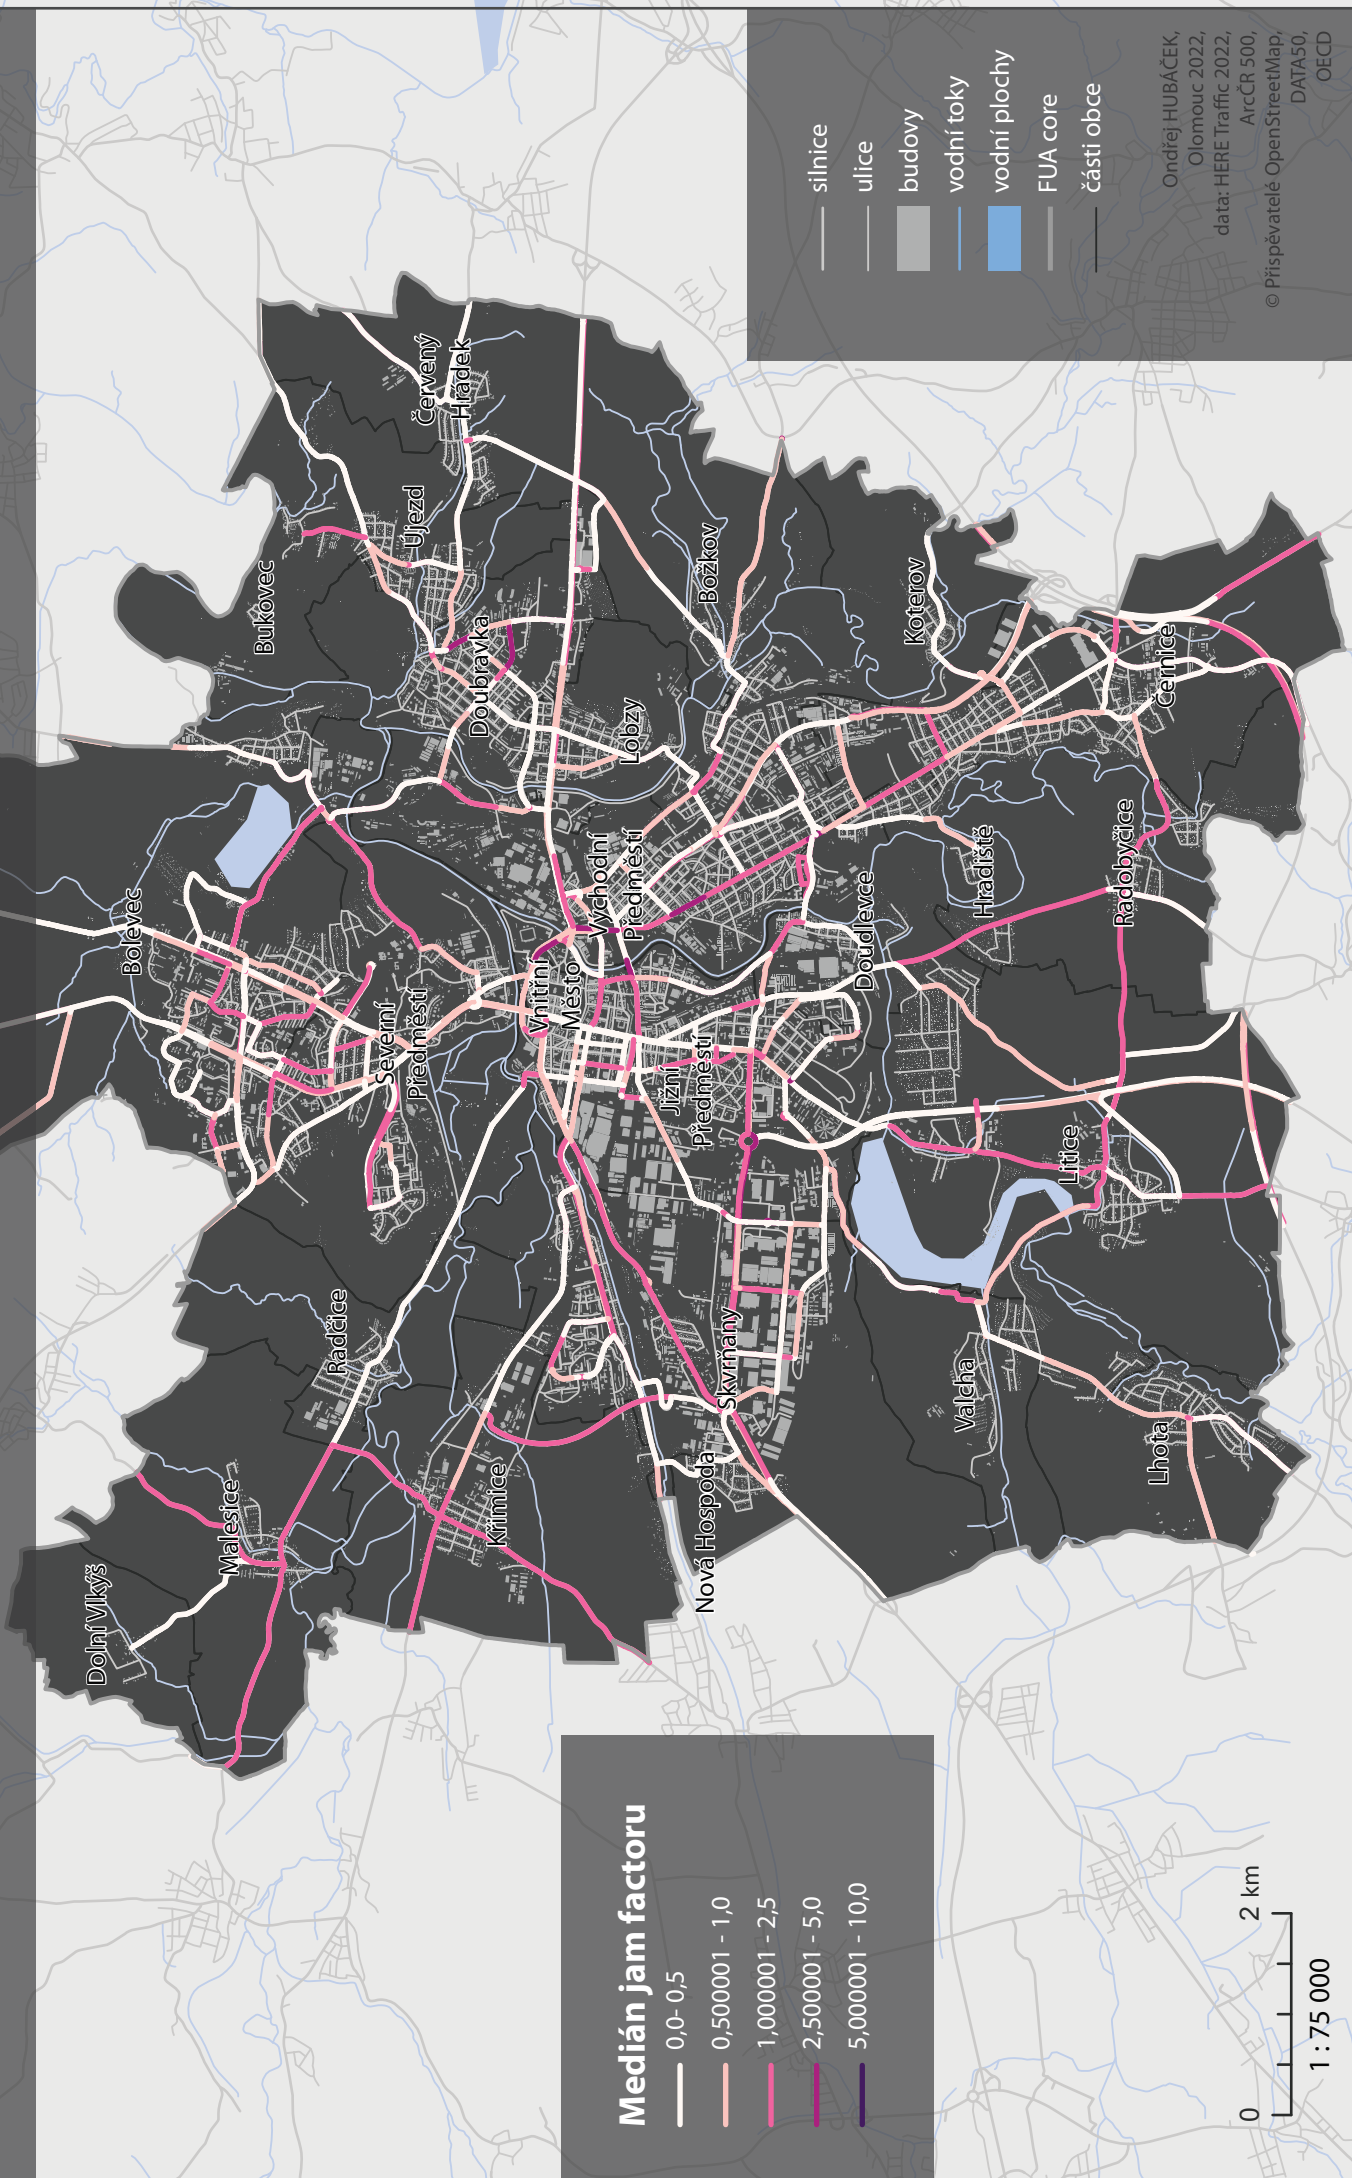 Dolní Vlkýš
Malesice
Radčice
Křimice
Bolevec
Severní
Předměstí
Bukovec
Újezd
Červený
Hrádek
Doubravka
Lobzy
Vnitřní
Město
Východní
Předměstí
Jižní
Předměstí
Skvrňany
Nová Hospoda
Božkov
Koterov
Doudlevce
Hradiště
Černice
Radobyčice
Litice
Valcha
Lhota
Medián jam factoru
0,0- 0,5
0,500001 - 1,0
1,000001 - 2,5
2,500001 - 5,0
5,000001 - 10,0
0
2 km
1 : 75 000
silnice
ulice
budovy
vodní toky
vodní plochy
FUA core
části obce
Ondřej HUBÁČEK,
Olomouc 2022,
data: HERE Traffic 2022,
ArcČR 500,
© Přispěvatelé OpenStreetMap,
DATA50,
OECD